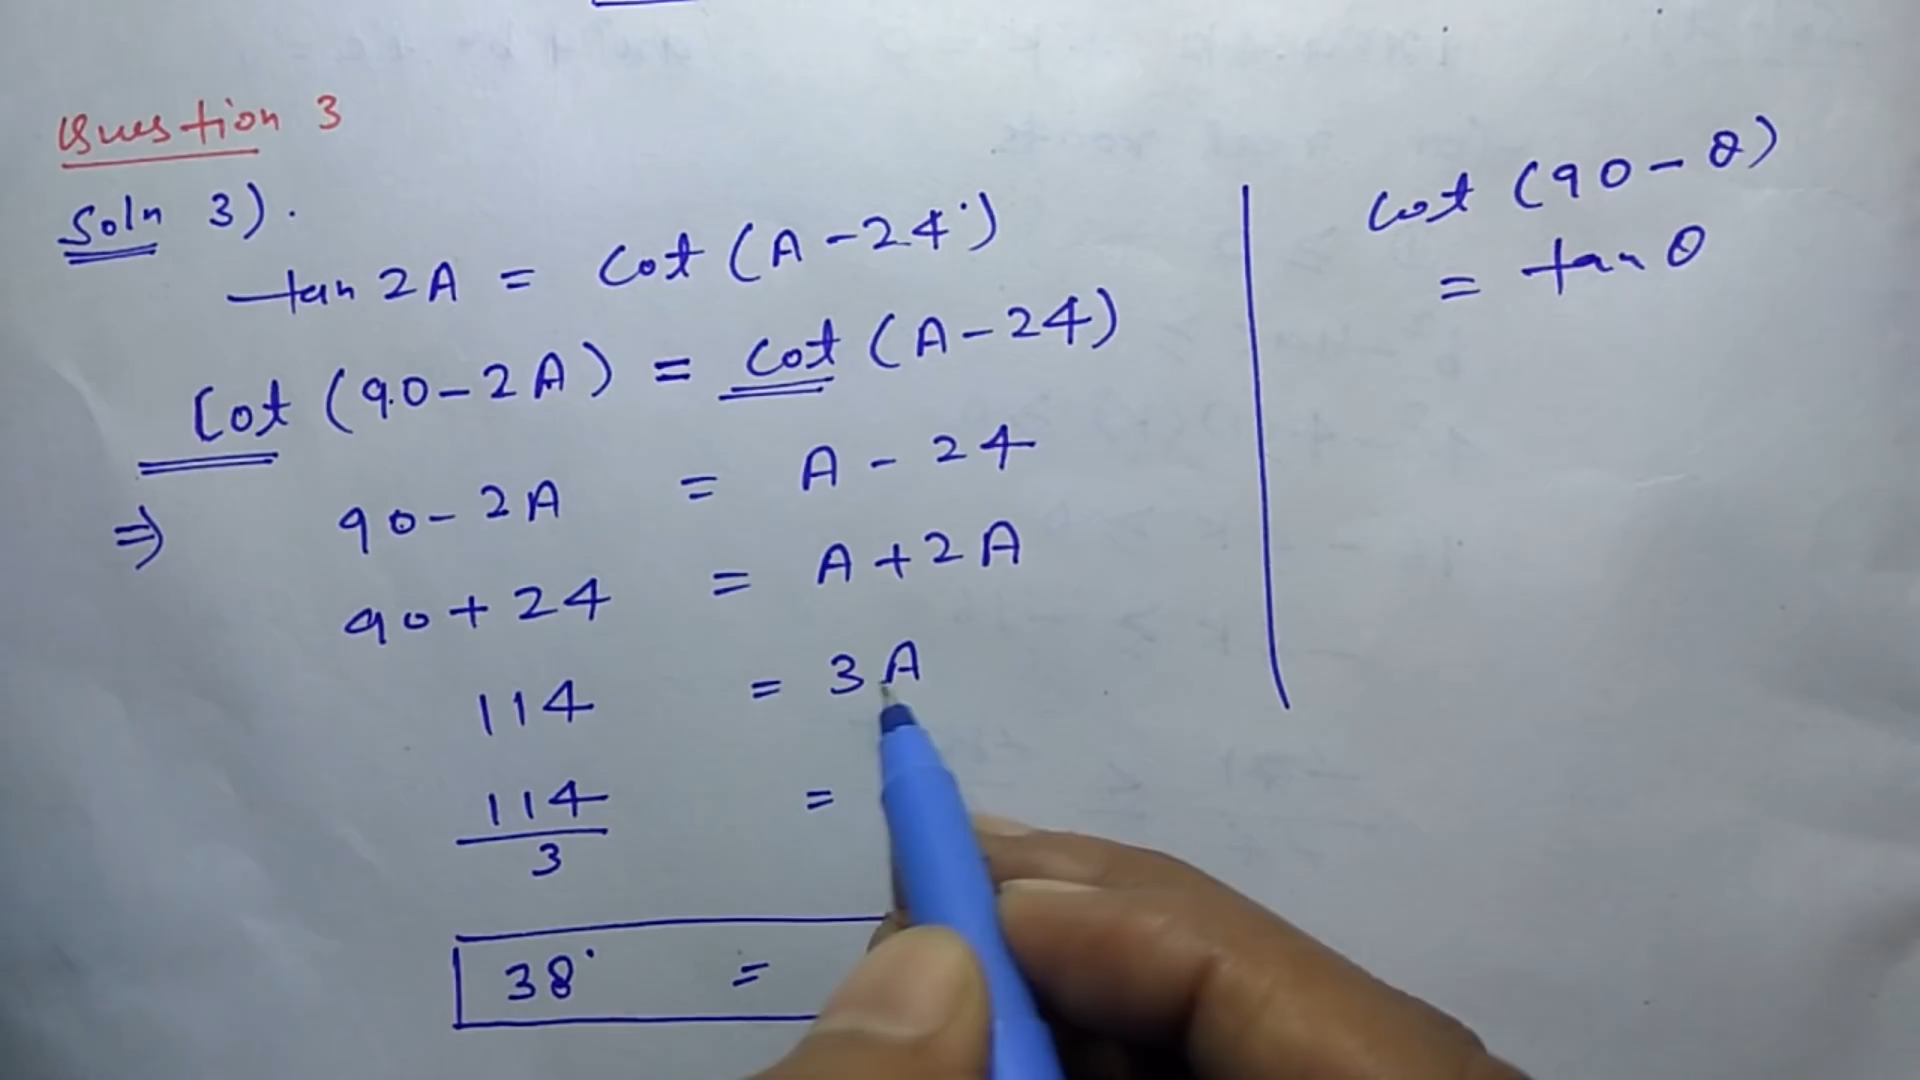 Question 3
Soln 3).
tan 2A = Cot (A - 24°)
Cot (90 - 2A) = Cot (A - 24)
⇒ 90 - 2A = A - 24
90 + 24 = A + 2A
114 = 3A
114/3 =
38° =
Cot (90 - θ)
= tan θ